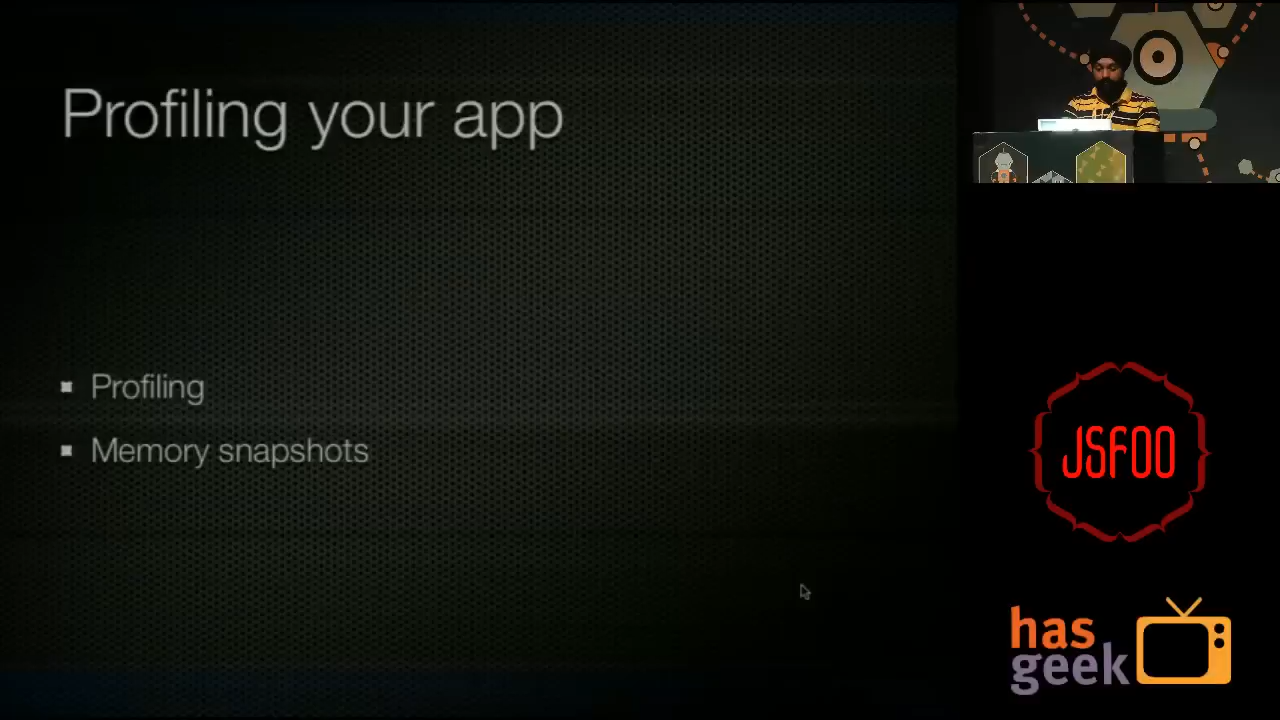 Profiling your app
Profiling
Memory snapshots
JSFOO
has
geek